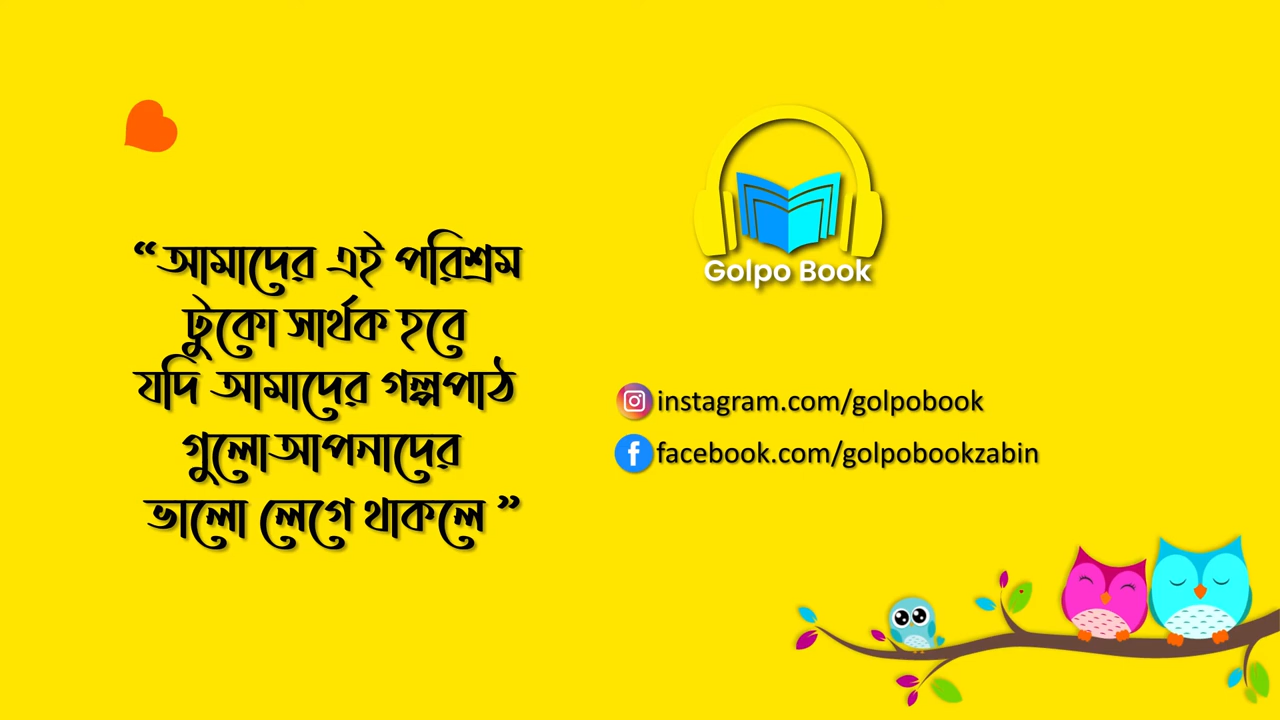 “আমাদের এই পরিশ্রম
টুকো সার্থক হবে
যদি আমাদের গল্পপাঠ
গুলোআপনাদের
ভালো লেগে থাকলে”
Golpo Book
instagram.com/golpobook
facebook.com/golpobookzabin